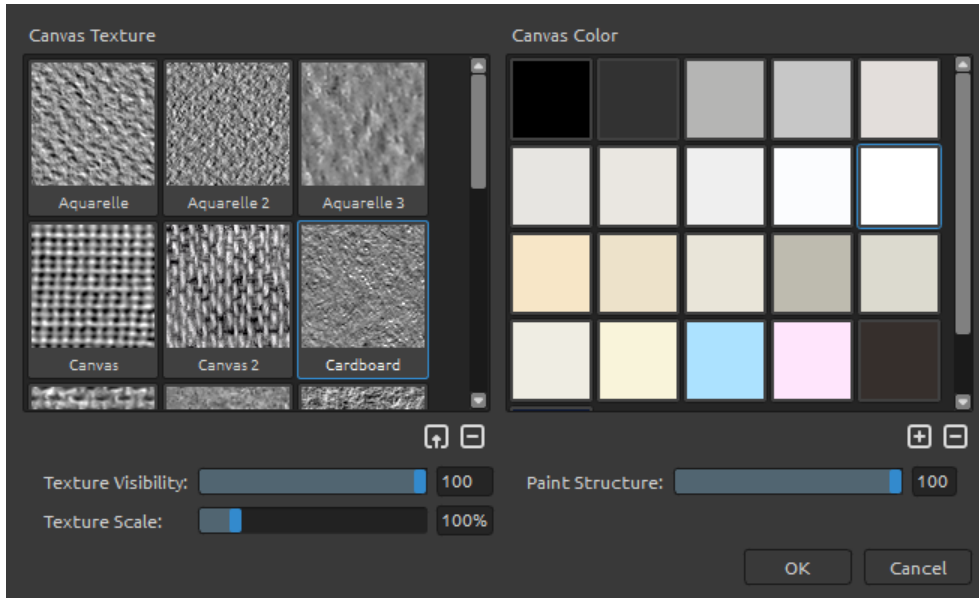 Canvas Texture
Canvas Color
Aquarelle
Aquarelle 2
Aquarelle 3
Canvas
Canvas 2
Cardboard
Texture Visibility:
100
Paint Structure:
100
Texture Scale:
100%
OK
Cancel